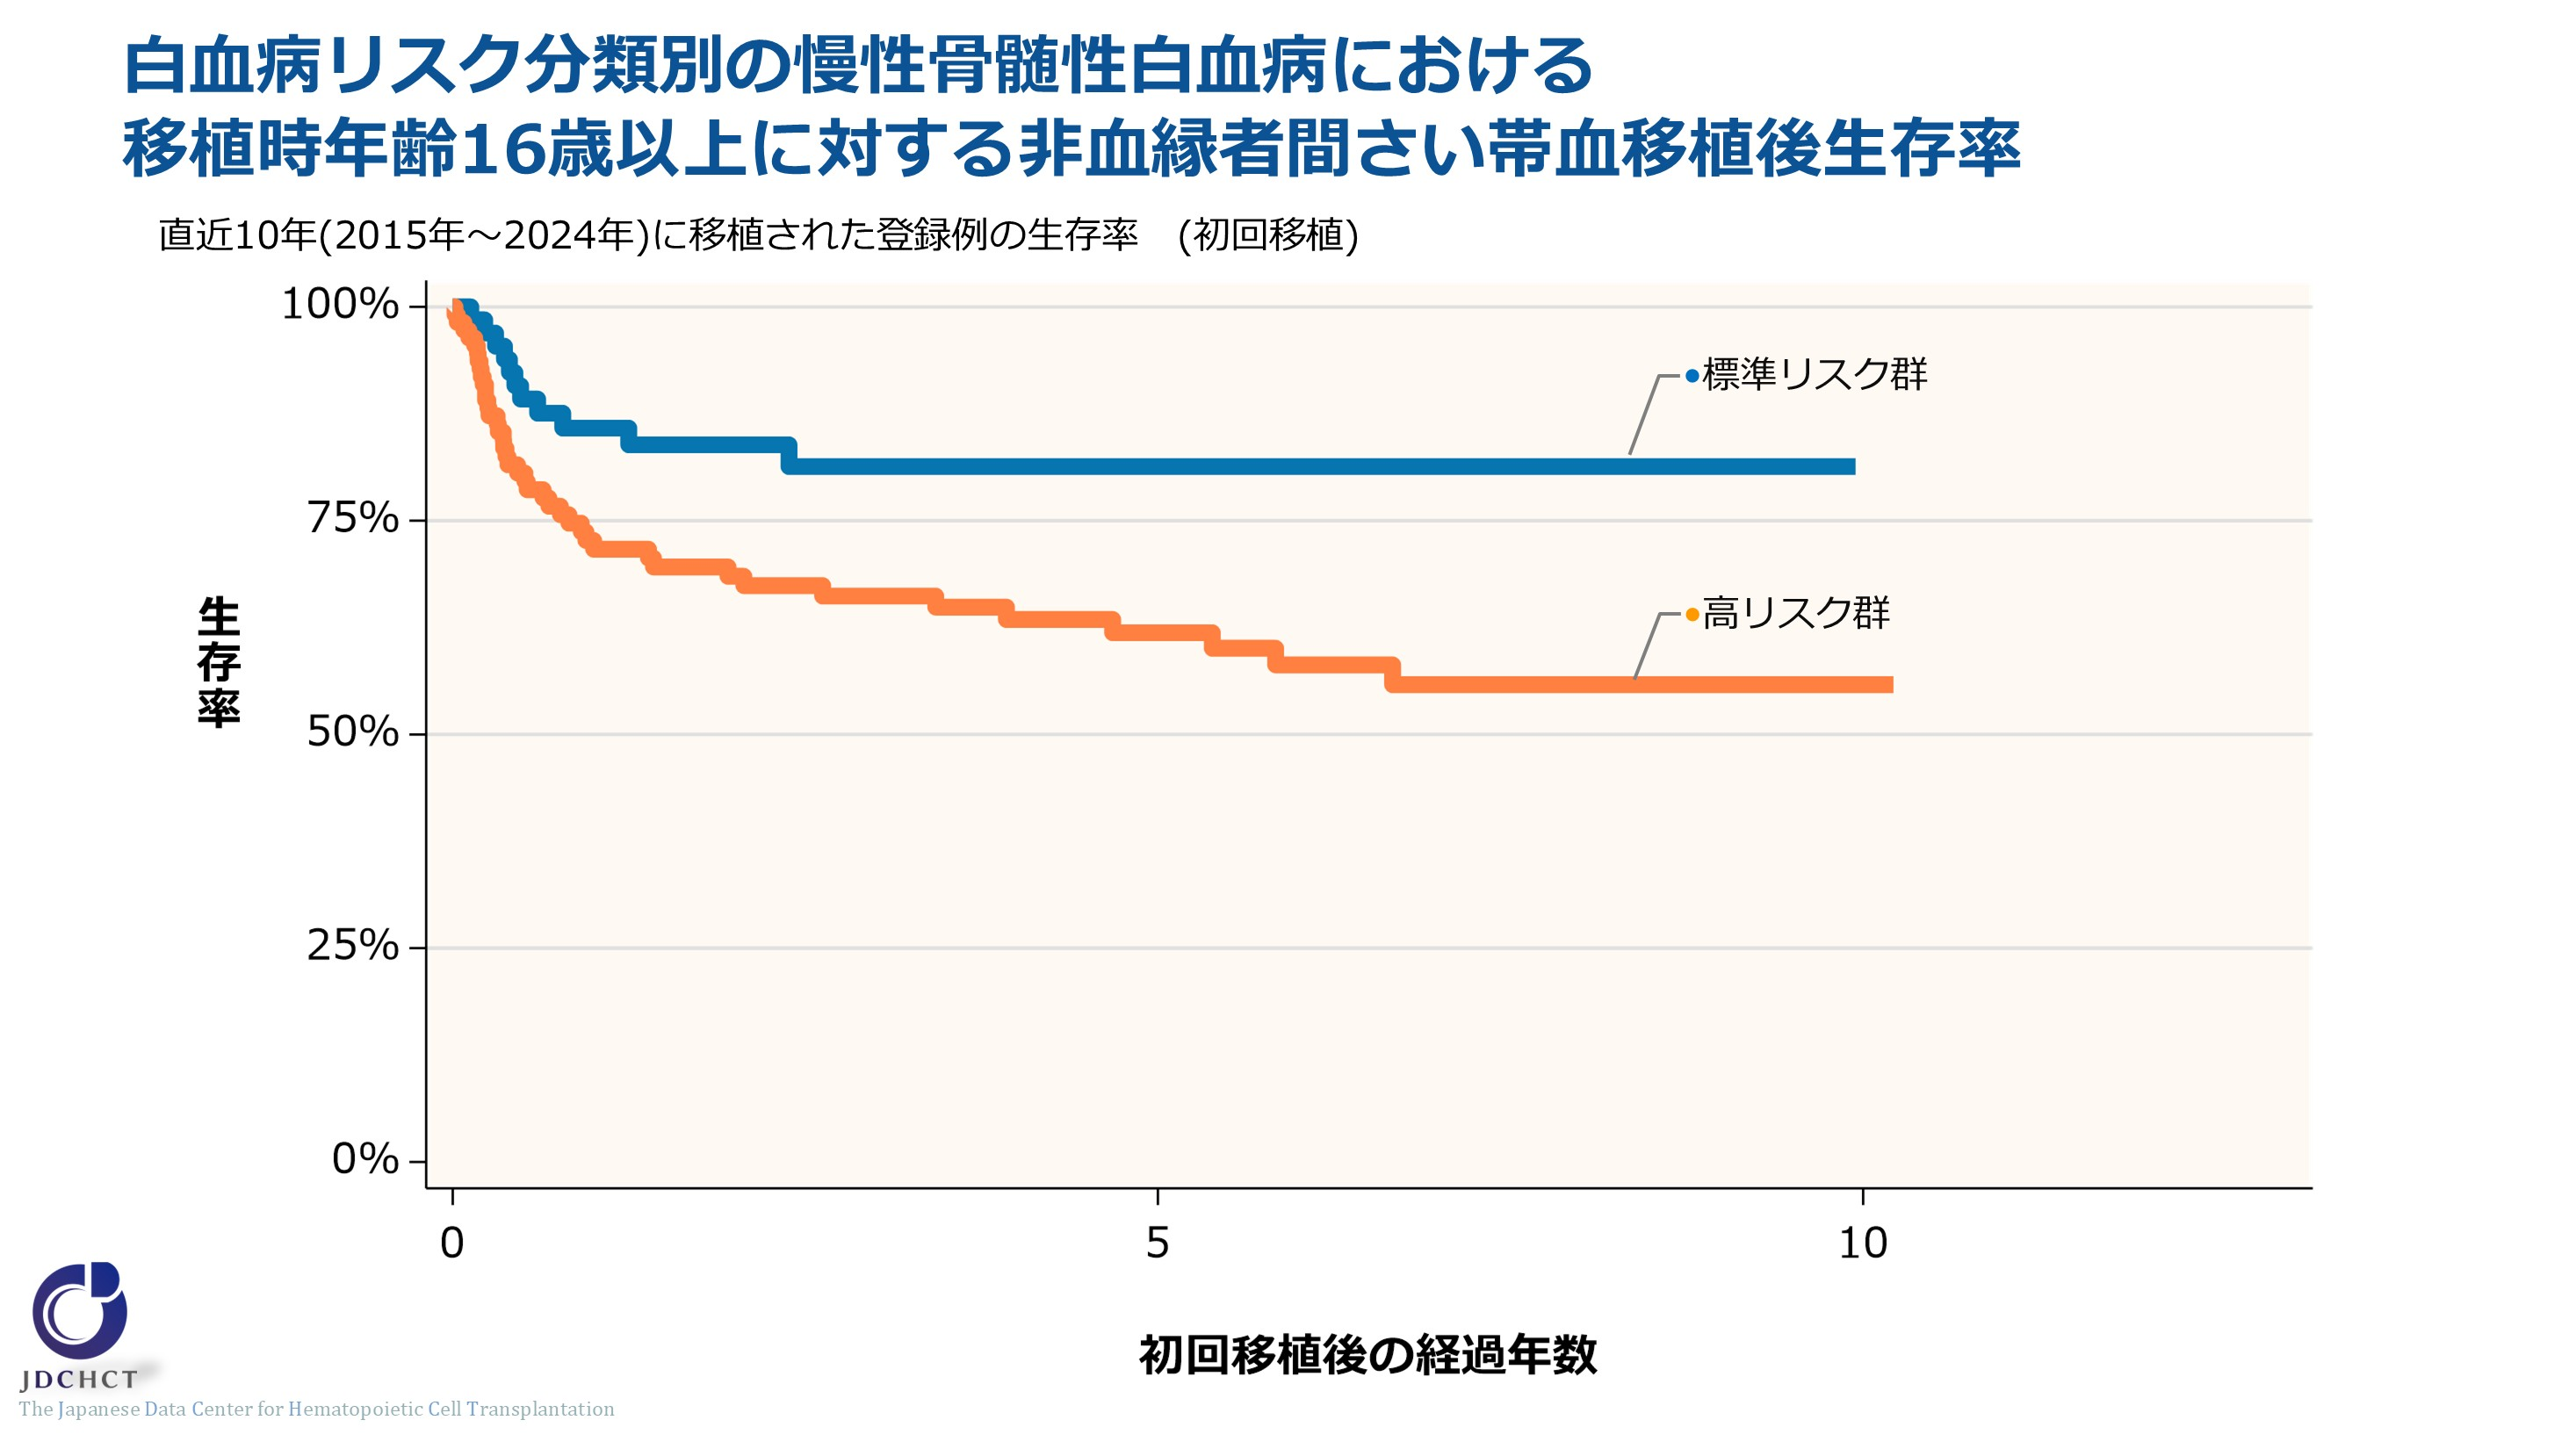 白血病リスク分類別の慢性骨髄性白血病における
移植時年齢16歳以上に対する非血縁者間さい帯血移植後生存率
直近10年(2015年～2024年)に移植された登録例の生存率　(初回移植)
100%
75%
50%
25%
0%
生存率
標準リスク群
高リスク群
0
5
10
初回移植後の経過年数
JDCHCT
The Japanese Data Center for Hematopoietic Cell Transplantation